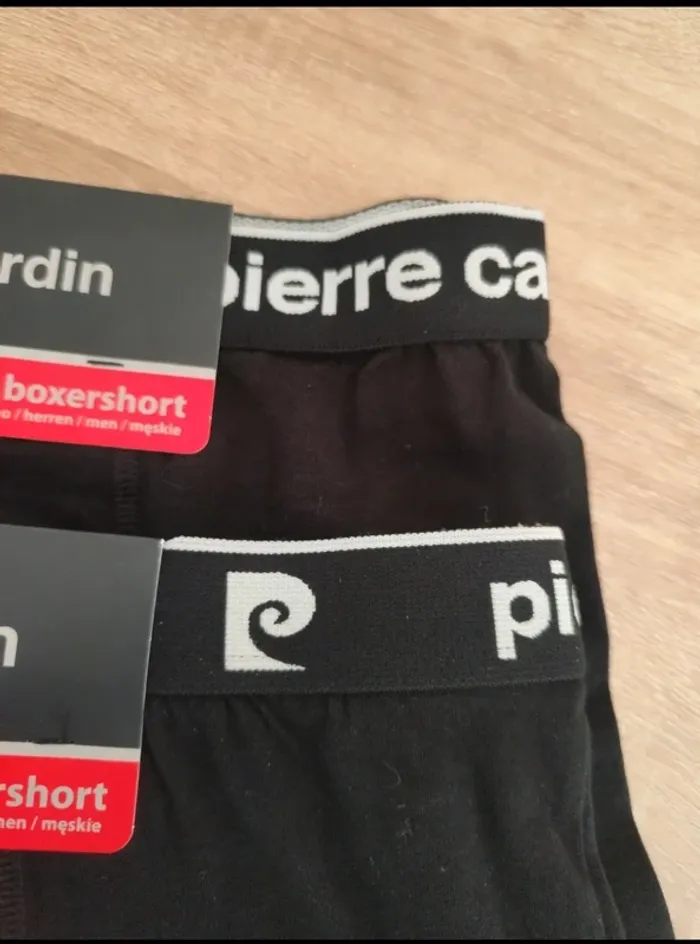 rdin
pierre ca
boxershort
o / herren / men / męskie
pi
n
rshort
men / męskie